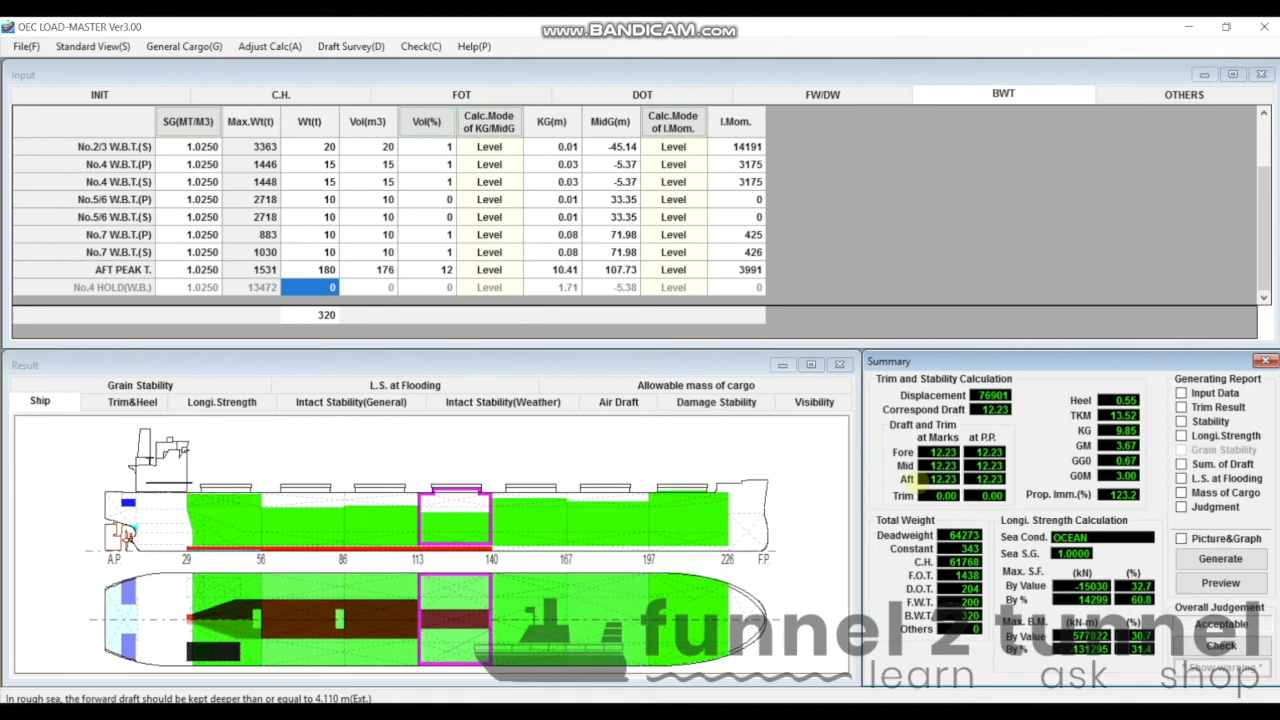 OEC LOAD-MASTER Ver3.00
www.BANDICAM.com
File(F) Standard View(S) General Cargo(G) Adjust Calc(A) Draft Survey(D) Check(C) Help(P)
Input
INIT C.H. FOT DOT FW/DW BWT OTHERS
SG(MT/M3) Max.Wt(t) Wt(t) Vol(m3) Vol(%) Calc.Mode of KG/MidG KG(m) MidG(m) Calc.Mode of I.Mom. I.Mom.
No.2/3 W.B.T.(S) 1.0250 3363 20 20 1 Level 0.01 -45.14 Level 14191
No.4 W.B.T.(P) 1.0250 1446 15 15 1 Level 0.03 -5.37 Level 3175
No.4 W.B.T.(S) 1.0250 1448 15 15 1 Level 0.03 -5.37 Level 3175
No.5/6 W.B.T.(P) 1.0250 2718 10 10 0 Level 0.01 33.35 Level 0
No.5/6 W.B.T.(S) 1.0250 2718 10 10 0 Level 0.01 33.35 Level 0
No.7 W.B.T.(P) 1.0250 883 10 10 1 Level 0.08 71.98 Level 425
No.7 W.B.T.(S) 1.0250 1030 10 10 1 Level 0.08 71.98 Level 426
AFT PEAK T. 1.0250 1531 180 176 12 Level 10.41 107.73 Level 3991
No.4 HOLD(W.B.) 1.0250 13472 0 0 0 Level 1.71 -5.38 Level 0
320
Result
Grain Stability L.S. at Flooding Allowable mass of cargo
Ship Trim&Heel Longi.Strength Intact Stability(General) Intact Stability(Weather) Air Draft Damage Stability Visibility
A.P. 29 56 86 113 140 167 197 226 F.P.
Summary
Trim and Stability Calculation
Displacement 76901
Correspond Draft 12.23
Draft and Trim
at Marks at P.P.
Fore 12.23 12.23
Mid 12.23 12.23
Aft 12.23 12.23
Trim 0.00 0.00
Heel 0.55
TKM 13.52
KG 9.85
GM 3.67
GG0 0.67
G0M 3.00
Prop. Imm.(%) 123.2
Total Weight
Deadweight 64273
Constant 343
C.H. 61768
F.O.T. 1438
D.O.T. 204
F.W.T. 200
B.W.T. 320
Others 0
Longi. Strength Calculation
Sea Cond. OCEAN
Sea S.G. 1.0000
Max. S.F. (kN) (%)
By Value -15030 32.7
By % 14299 60.8
Max. B.M. (kN-m) (%)
By Value 577822 30.7
By % 131295 31.4
Generating Report
Input Data
Trim Result
Stability
Longi.Strength
Grain Stability
Sum. of Draft
L.S. at Flooding
Mass of Cargo
Judgment
Picture&Graph
Generate
Preview
Overall Judgement
Acceptable
Check
* Show warning *
funnel z tunnel
learn ask shop
In rough sea, the forward draft should be kept deeper than or equal to 4.110 m(Ext.)